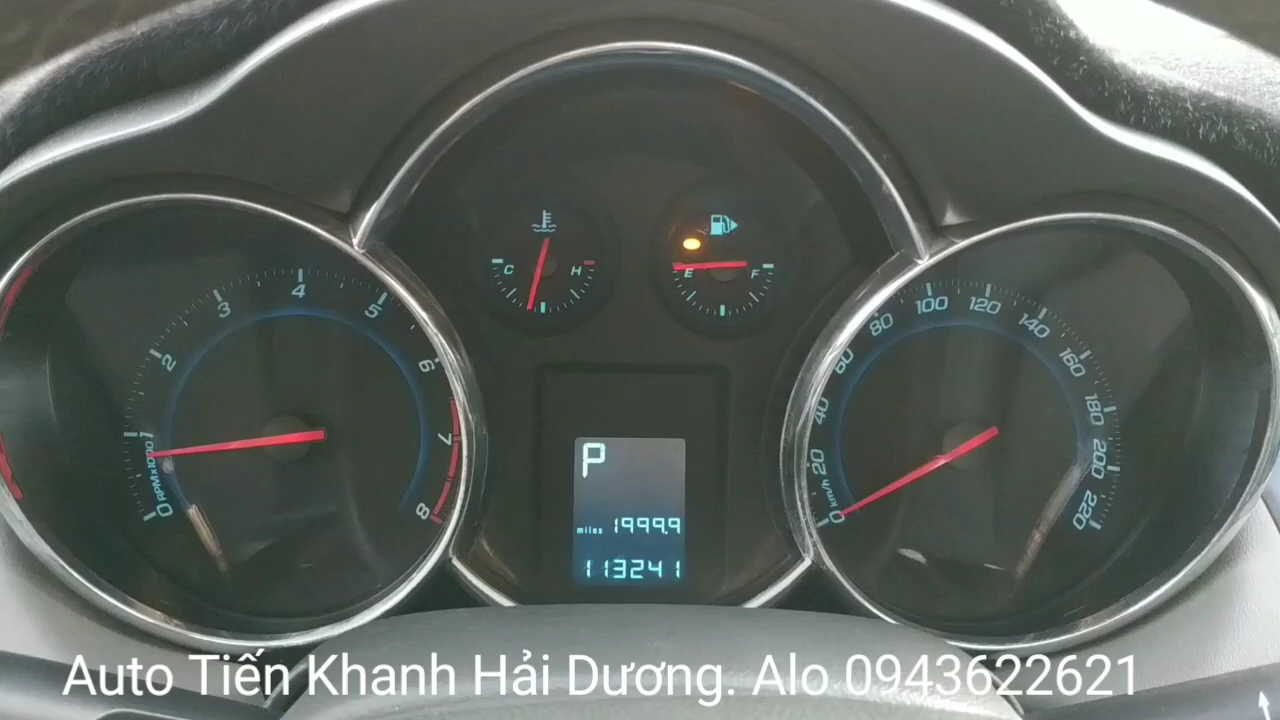 C H
E F
0 1 2 3 4 5 6 7 8
RPMx1000
0 20 40 60 80 100 120 140 160 180 200 220
km/h
P
miles 1999.9
113241
Auto Tiến Khanh Hải Dương. Alo 0943622621